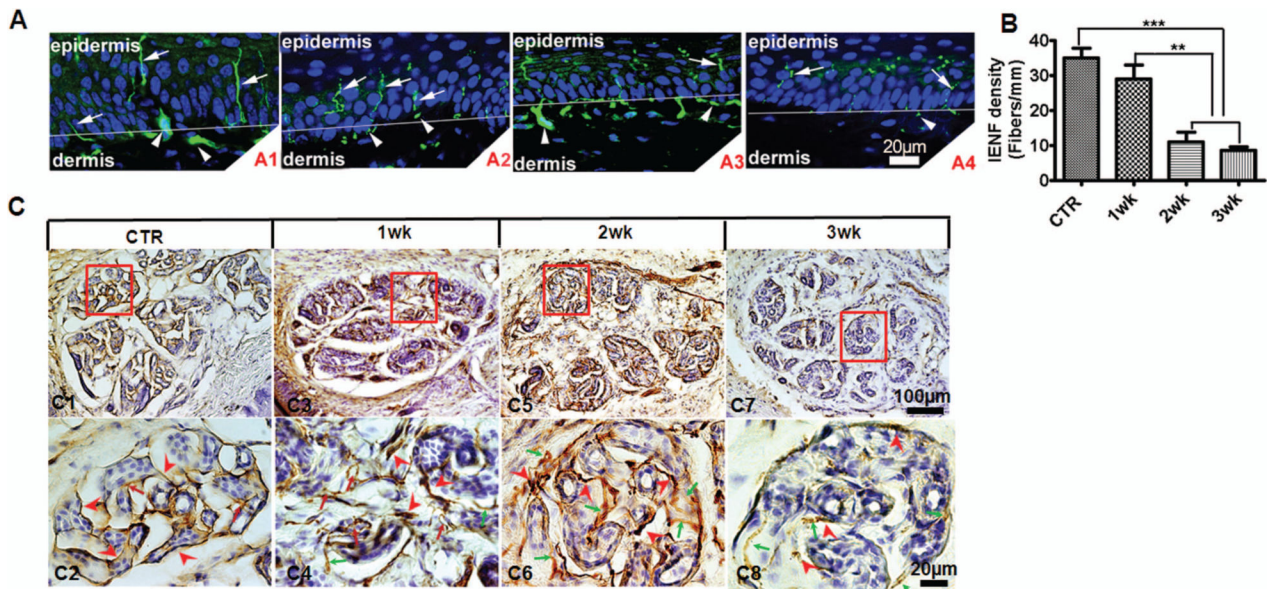 A
epidermis
dermis
A1
epidermis
dermis
A2
epidermis
dermis
A3
epidermis
dermis
20µm
A4
B
IENF density
(Fibers/mm)
40
30
20
10
0
***
**
CTR
1wk
2wk
3wk
C
CTR
1wk
2wk
3wk
C1
C3
C5
C7
100µm
C2
C4
C6
C8
20µm